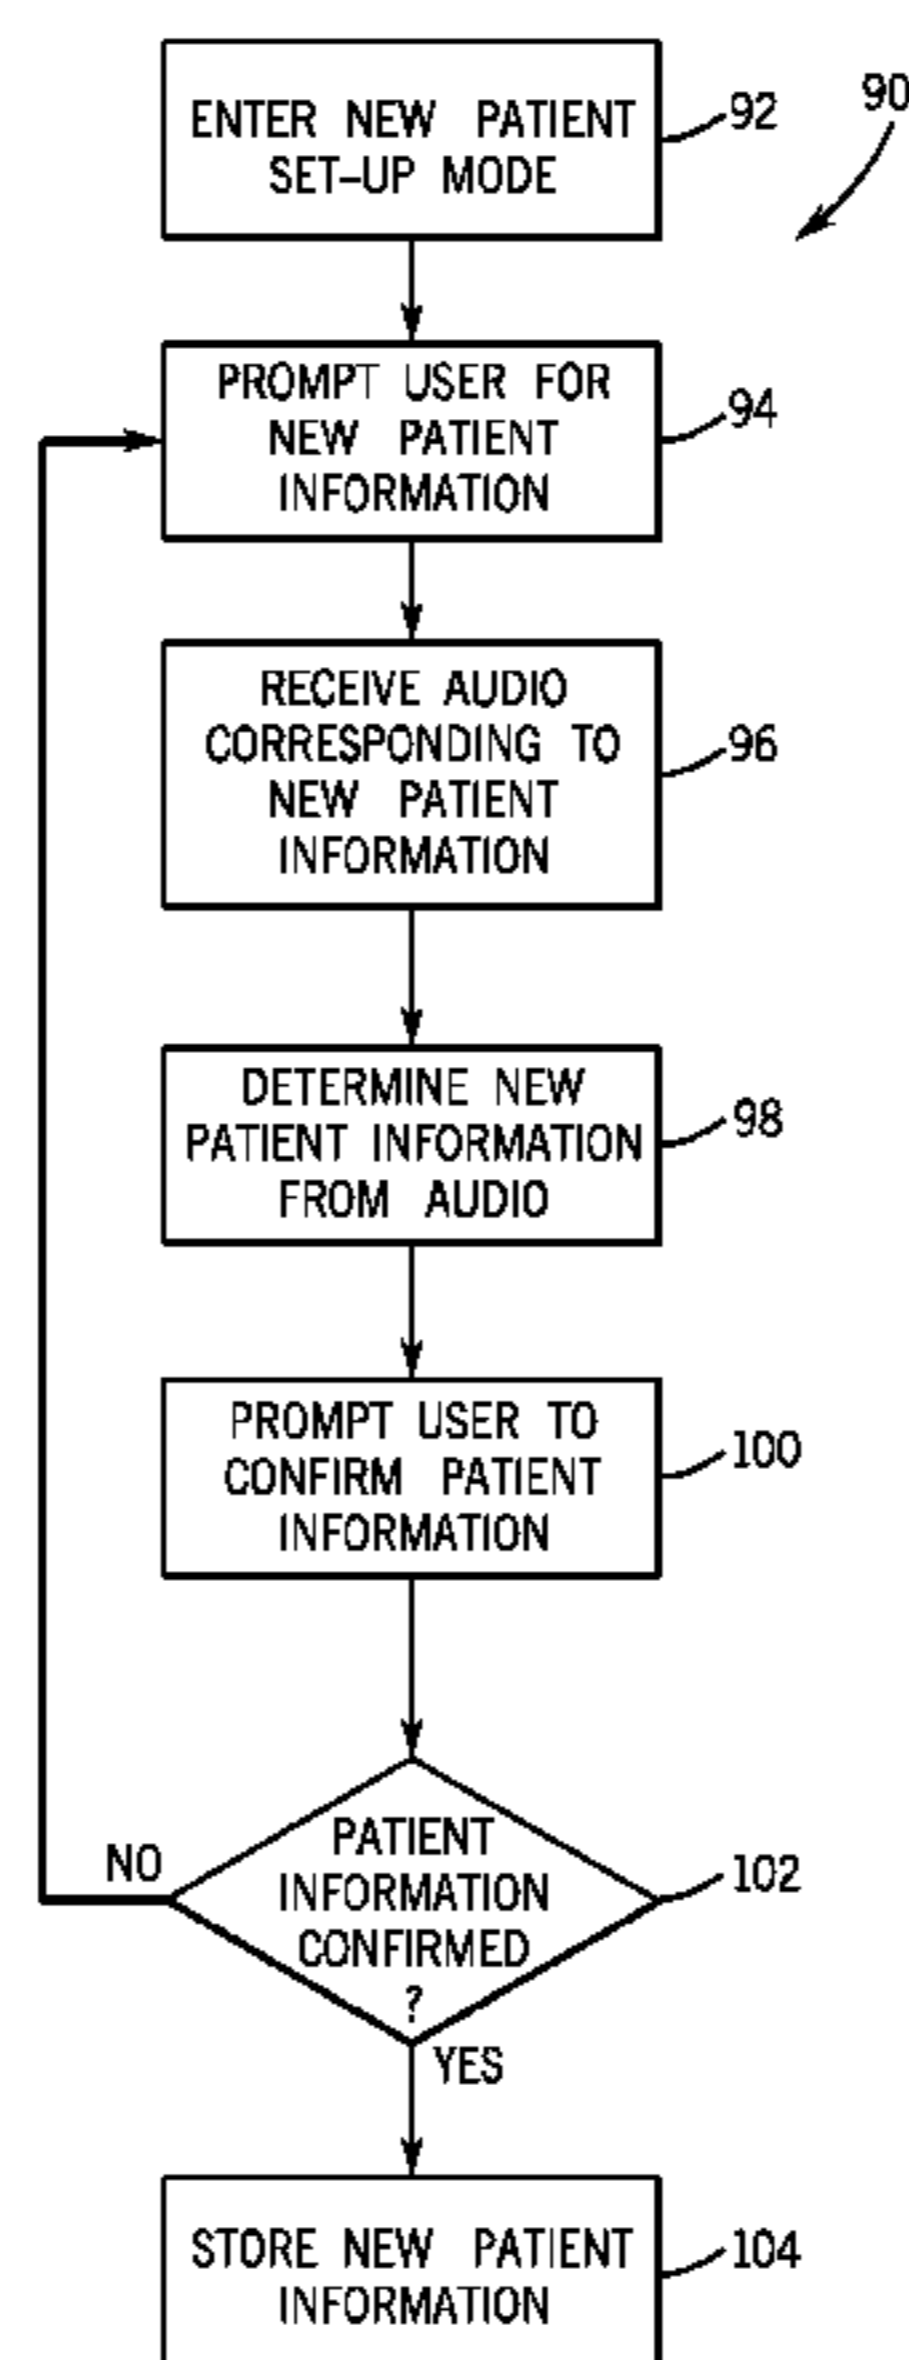 90
ENTER NEW PATIENT
SET-UP MODE
92
PROMPT USER FOR
NEW PATIENT
INFORMATION
94
RECEIVE AUDIO
CORRESPONDING TO
NEW PATIENT
INFORMATION
96
DETERMINE NEW
PATIENT INFORMATION
FROM AUDIO
98
PROMPT USER TO
CONFIRM PATIENT
INFORMATION
100
PATIENT
INFORMATION
CONFIRMED
?
102
NO
YES
STORE NEW PATIENT
INFORMATION
104